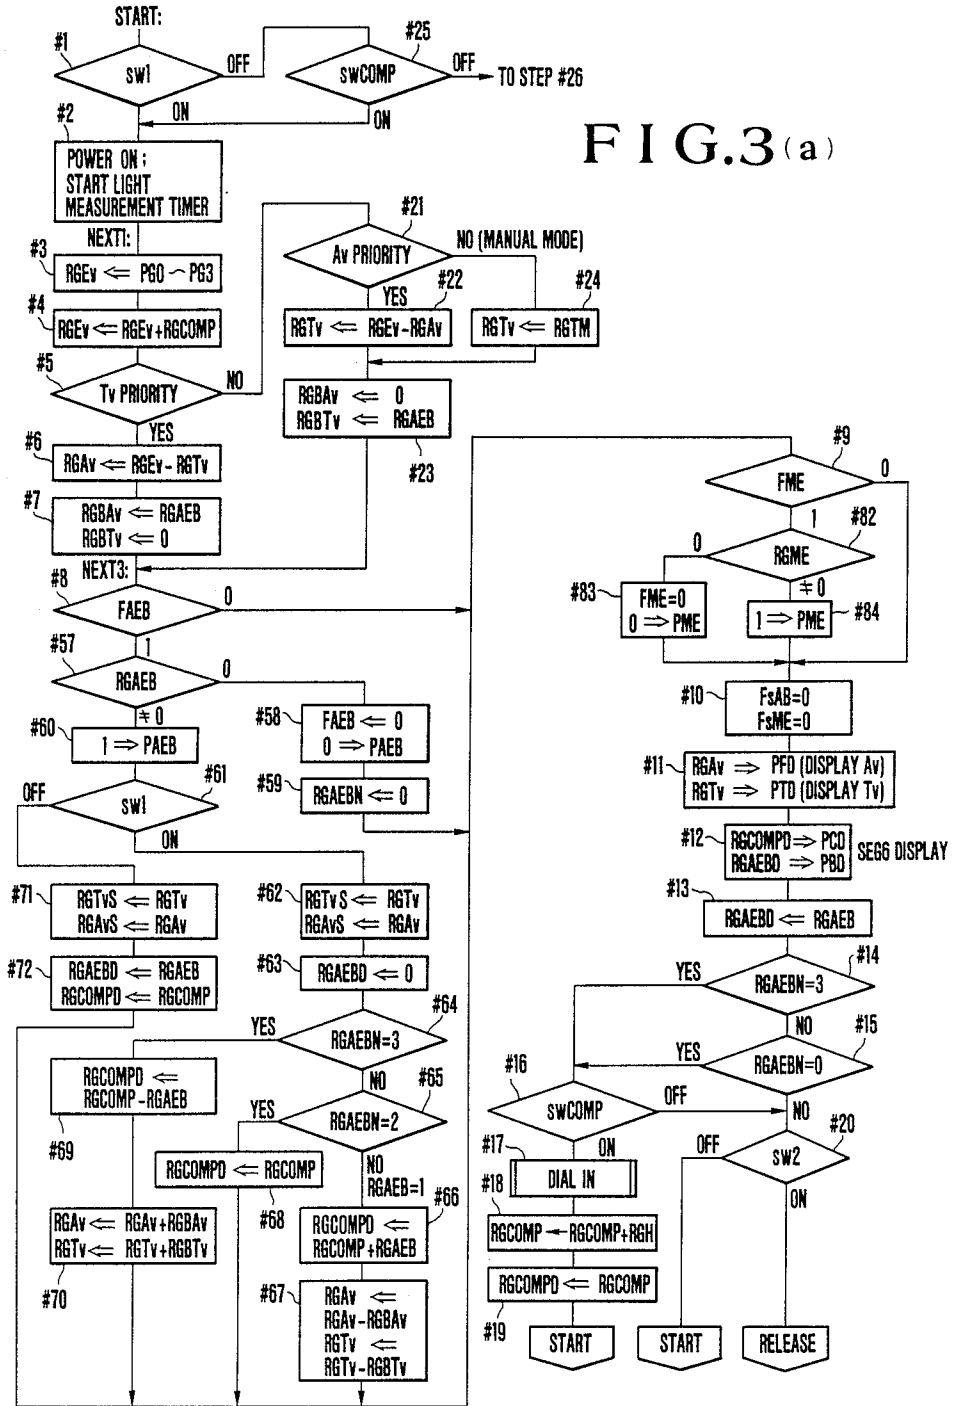 START:
#1
sw1
OFF
ON
#25
swCOMP
OFF
TO STEP #26
ON
FIG.3(a)
#2
POWER ON;
START LIGHT
MEASUREMENT TIMER
NEXT1:
#3
RGEv ⇐ PG0 ~ PG3
#4
RGEv ⇐ RGEv+RGCOMP
#5
Tv PRIORITY
NO
YES
#6
RGAv ⇐ RGEv-RGTv
#7
RGBAv ⇐ RGAEB
RGBTv ⇐ 0
#21
Av PRIORITY
NO (MANUAL MODE)
YES
#22
RGTv ⇐ RGEv-RGAv
#24
RGTv ⇐ RGTM
RGBAv ⇐ 0
RGBTv ⇐ RGAEB
#23
NEXT3:
#8
FAEB
0
1
#57
RGAEB
0
≠0
#60
1 ⇒ PAEB
#58
FAEB ⇐ 0
0 ⇒ PAEB
#59
RGAEBN ⇐ 0
#61
sw1
OFF
ON
#71
RGTvS ⇐ RGTv
RGAvS ⇐ RGAv
#72
RGAEBD ⇐ RGAEB
RGCOMPD ⇐ RGCOMP
#62
RGTvS ⇐ RGTv
RGAvS ⇐ RGAv
#63
RGAEBD ⇐ 0
#64
RGAEBN=3
YES
NO
#65
RGAEBN=2
YES
NO
RGAEB=1
RGCOMPD ⇐
RGCOMP-RGAEB
#69
RGCOMPD ⇐ RGCOMP
#68
#66
RGCOMPD ⇐
RGCOMP+RGAEB
RGAv ⇐ RGAv+RGBAv
RGTv ⇐ RGTv+RGBTv
#70
#67
RGAv ⇐
RGAv-RGBAv
RGTv ⇐
RGTv-RGBTv
#9
FME
0
1
#82
RGME
0
≠0
#83
FME=0
0 ⇒ PME
#84
1 ⇒ PME
#10
FsAB=0
FsME=0
#11
RGAv ⇒ PFD (DISPLAY Av)
RGTv ⇒ PTD (DISPLAY Tv)
#12
RGCOMPD ⇒ PCD
RGAEBD ⇒ PBD
SEG6 DISPLAY
#13
RGAEBD ⇐ RGAEB
#14
RGAEBN=3
YES
NO
#15
RGAEBN=0
YES
NO
#16
swCOMP
OFF
ON
#17
DIAL IN
#18
RGCOMP ← RGCOMP+RGH
RGCOMPD ⇐ RGCOMP
#19
START
#20
sw2
OFF
ON
START
RELEASE